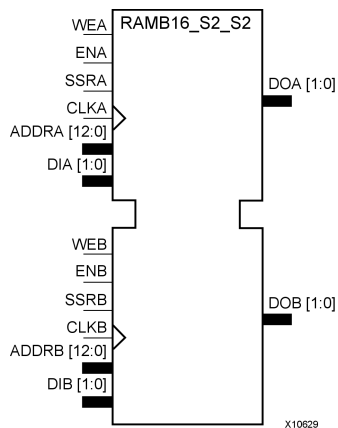 RAMB16_S2_S2
WEA
ENA
SSRA
CLKA
ADDRA [12:0]
DIA [1:0]
DOA [1:0]
WEB
ENB
SSRB
CLKB
ADDRB [12:0]
DIB [1:0]
DOB [1:0]
X10629